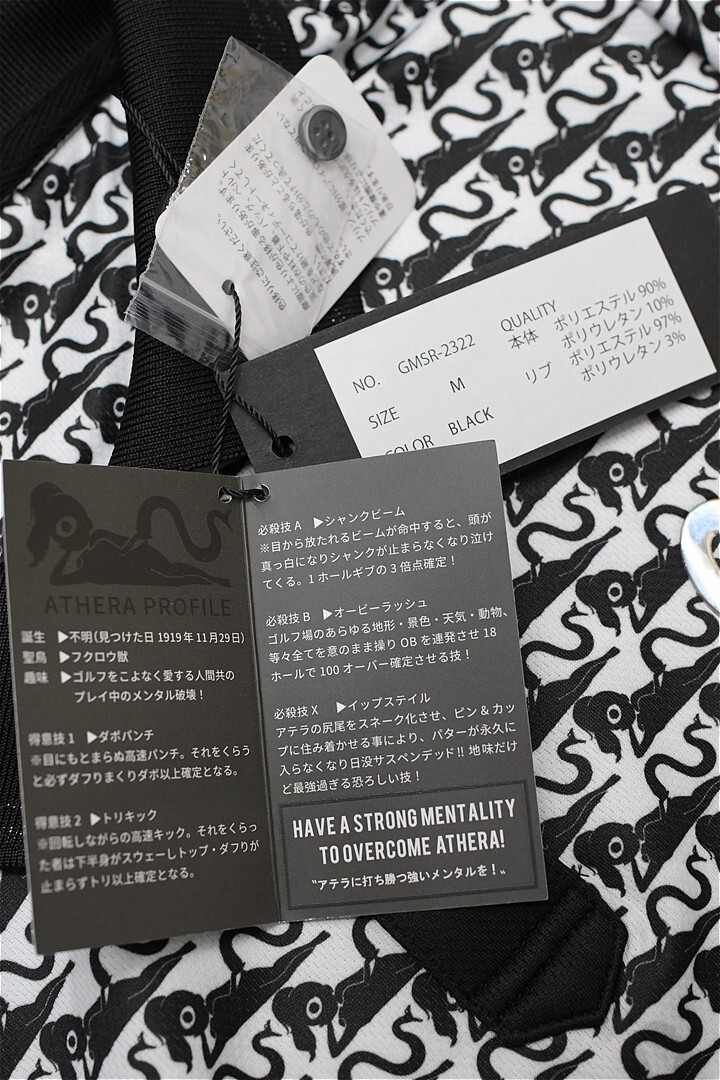 NO. GMSR-2322
SIZE M
COLOR BLACK
QUALITY
本体 ポリエステル 90%
ポリウレタン 10%
リブ ポリエステル 97%
ポリウレタン 3%
ATHERA PROFILE
誕生 ▶不明(見つけた日 1919年11月29日)
聖鳥 ▶フクロウ獣
趣味 ▶ゴルフをこよなく愛する人間共の
プレイ中のメンタル破壊！
得意技 1 ▶ダボパンチ
※目にもとまらぬ高速パンチ。それをくらう
と必ずダフりまくりダボ以上確定となる。
得意技 2 ▶トリキック
※回転しながらの高速キック。それをくらっ
た者は下半身がスウェーしトップ・ダフりが
止まらずトリ以上確定となる。
必殺技 A ▶シャンクビーム
※目から放たれるビームが命中すると、頭が
真っ白になりシャンクが止まらなくなり泣け
てくる。1ホールギブの3倍点確定！
必殺技 B ▶オービーラッシュ
ゴルフ場のあらゆる地形・景色・天気・動物、
等々全てを意のまま操り OB を連発させ 18
ホールで 100 オーバー確定させる技！
必殺技 X ▶イップステイル
アテラの尻尾をスネーク化させ、ピン＆カッ
プに住み着かせる事により、パターが永久に
入らなくなり日没サスペンデッド!! 地味だけ
ど最強過ぎる恐ろしい技！
HAVE A STRONG MENTALITY
TO OVERCOME ATHERA!
〝アテラに打ち勝つ強いメンタルを！〟